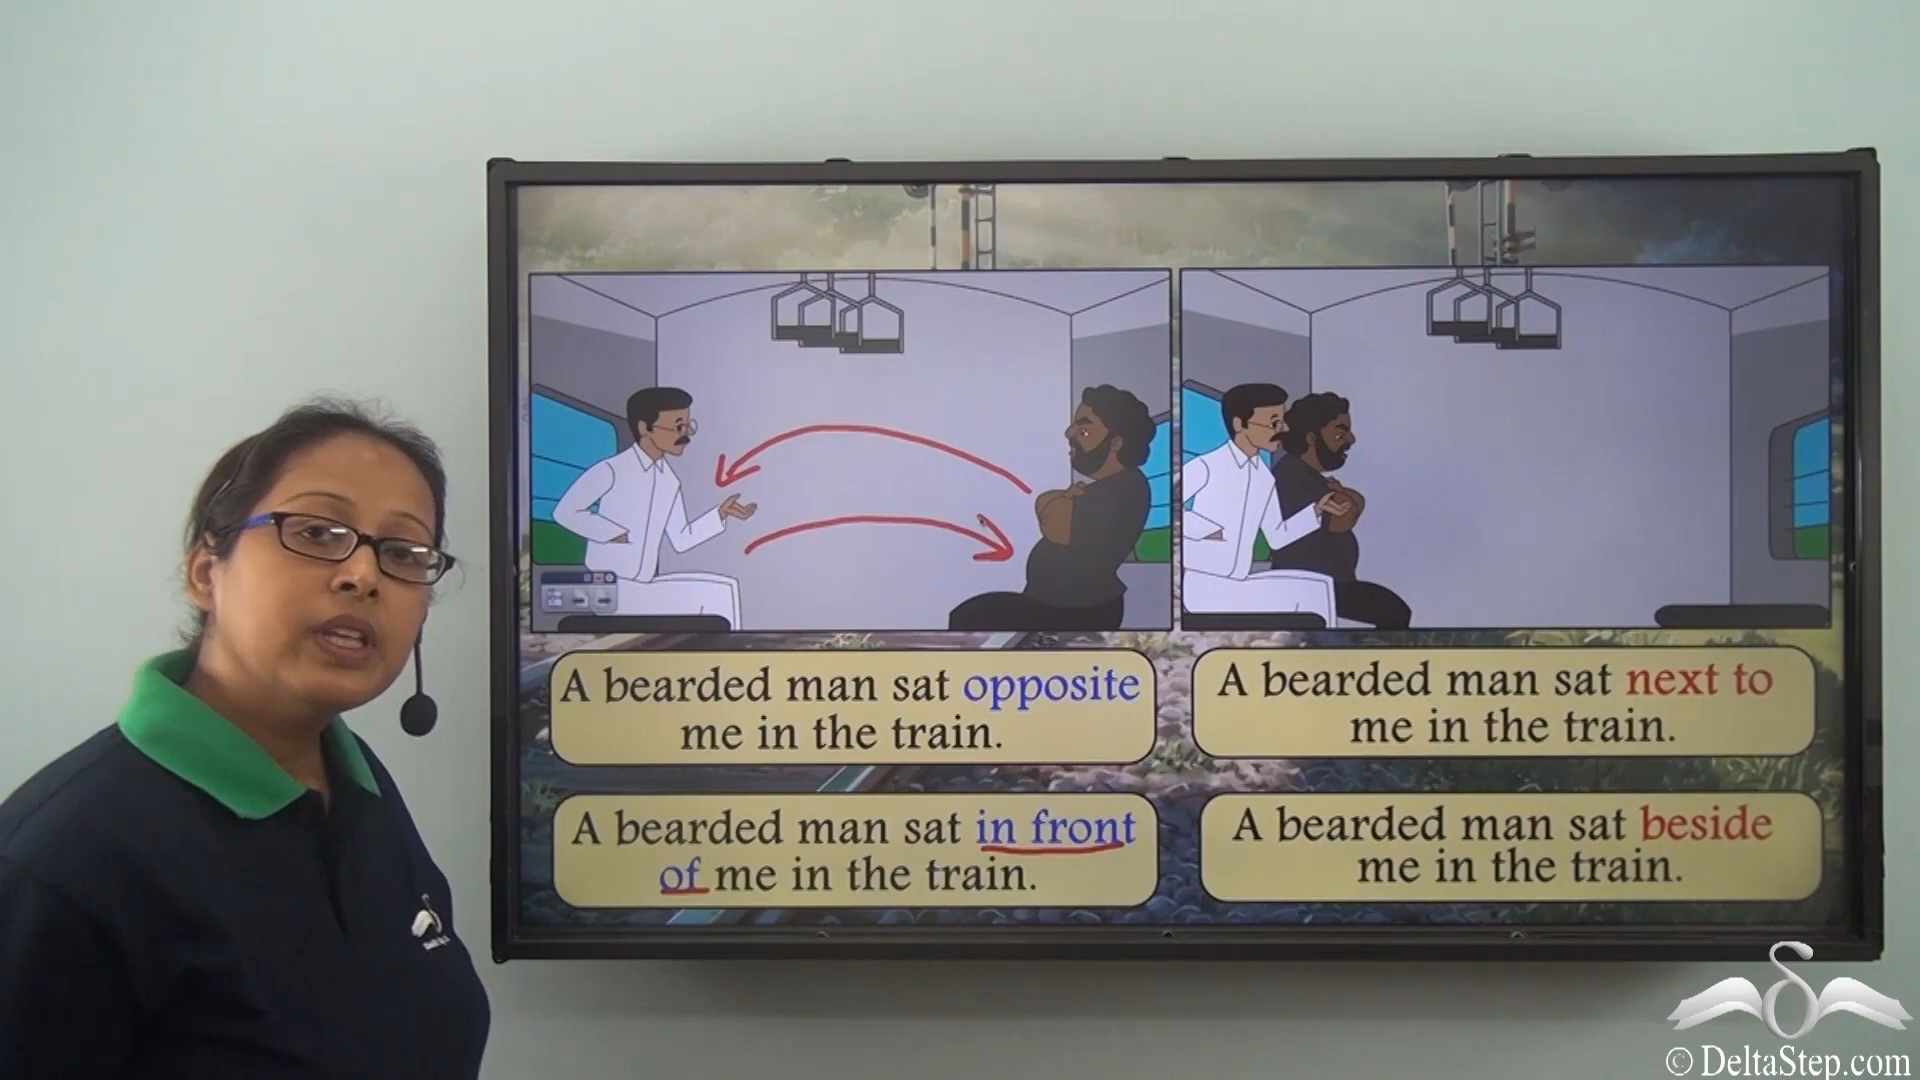 A bearded man sat opposite
me in the train.
A bearded man sat next to
me in the train.
A bearded man sat in front
of me in the train.
A bearded man sat beside
me in the train.
© DeltaStep.com